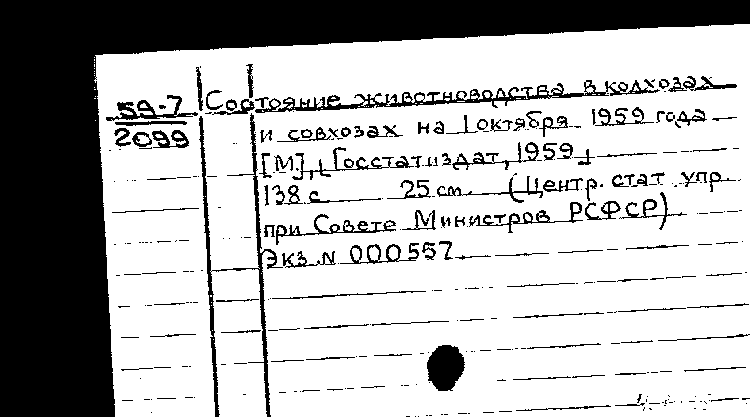 59-7
2099
Состояние животноводства в колхозах
и совхозах на 1 октября 1959 года.
[М.], [Госстатиздат, 1959]
138 с. 25 см. (Центр. стат. упр.
при Совете Министров РСФСР).
Экз. N 000557.